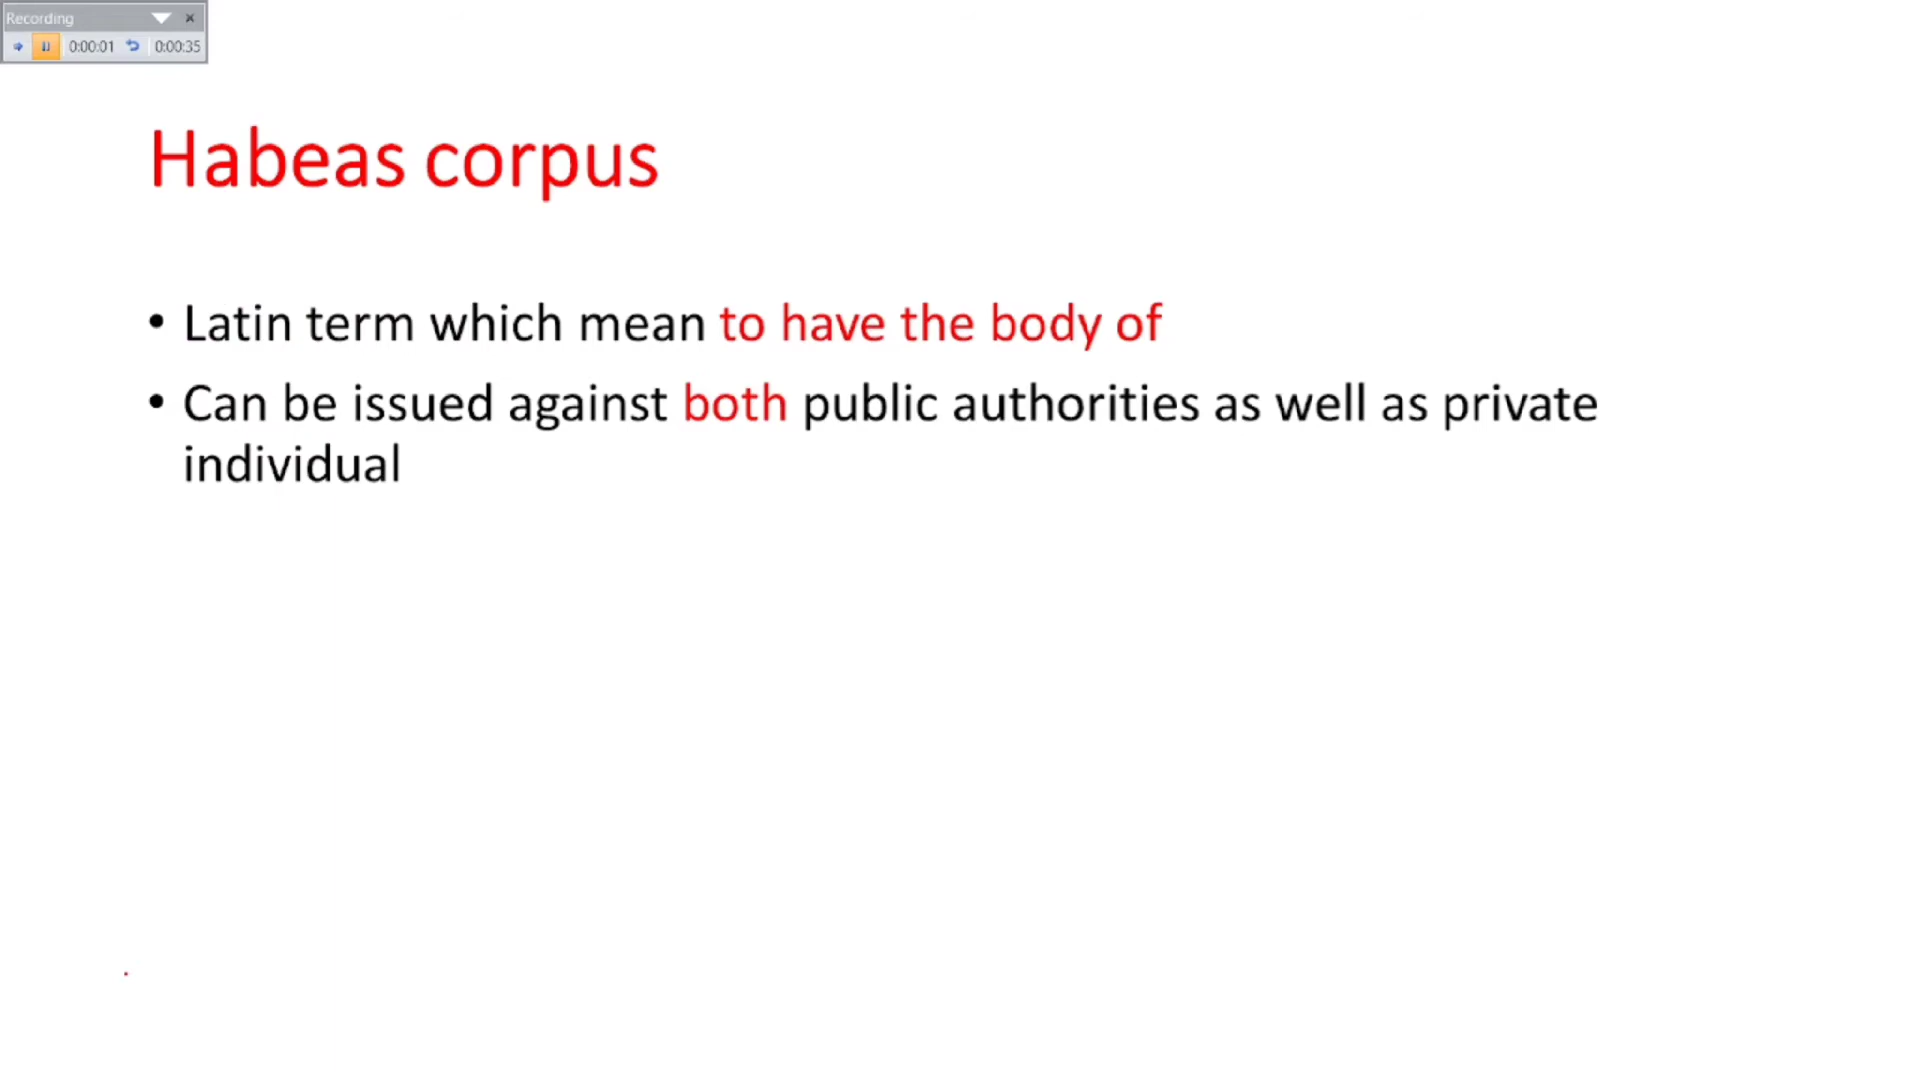 Recording
0:00:01 0:00:35
Habeas corpus
• Latin term which mean to have the body of
• Can be issued against both public authorities as well as private
individual